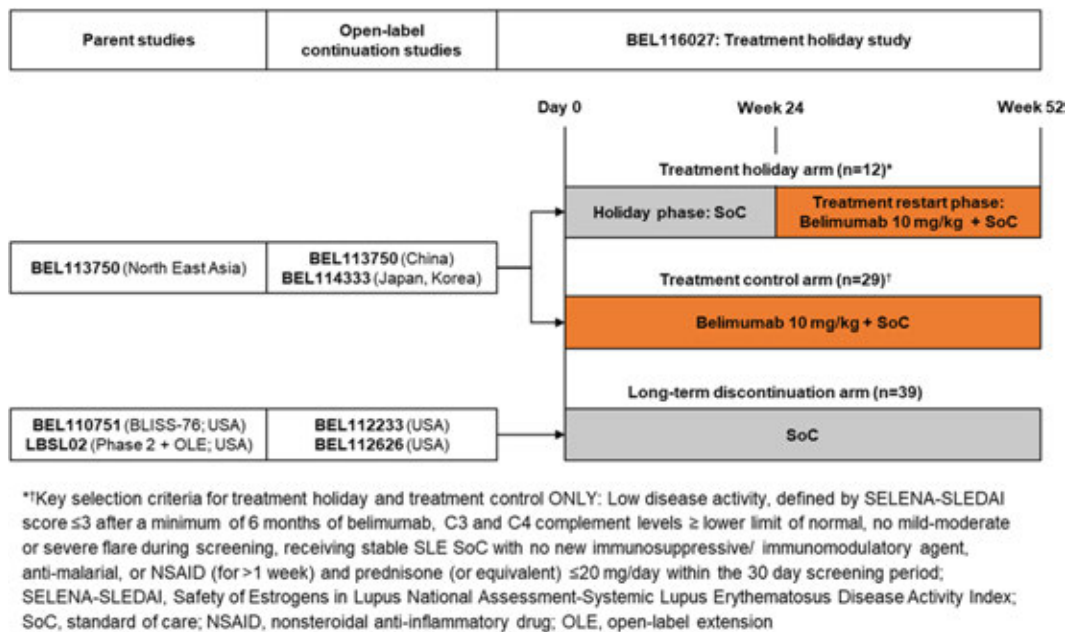 Parent studies
Open-label
continuation studies
BEL116027: Treatment holiday study
Day 0
Week 24
Week 52
Treatment holiday arm (n=12)*
Holiday phase: SoC
Treatment restart phase:
Belimumab 10 mg/kg + SoC
BEL113750 (North East Asia)
BEL113750 (China)
BEL114333 (Japan, Korea)
Treatment control arm (n=29)†
Belimumab 10 mg/kg + SoC
Long-term discontinuation arm (n=39)
BEL110751 (BLISS-76; USA)
LBSL02 (Phase 2 + OLE; USA)
BEL112233 (USA)
BEL112626 (USA)
SoC
*†Key selection criteria for treatment holiday and treatment control ONLY: Low disease activity, defined by SELENA-SLEDAI
score ≤3 after a minimum of 6 months of belimumab, C3 and C4 complement levels ≥ lower limit of normal, no mild-moderate
or severe flare during screening, receiving stable SLE SoC with no new immunosuppressive/ immunomodulatory agent,
anti-malarial, or NSAID (for >1 week) and prednisone (or equivalent) ≤20 mg/day within the 30 day screening period;
SELENA-SLEDAI, Safety of Estrogens in Lupus National Assessment-Systemic Lupus Erythematosus Disease Activity Index;
SoC, standard of care; NSAID, nonsteroidal anti-inflammatory drug; OLE, open-label extension